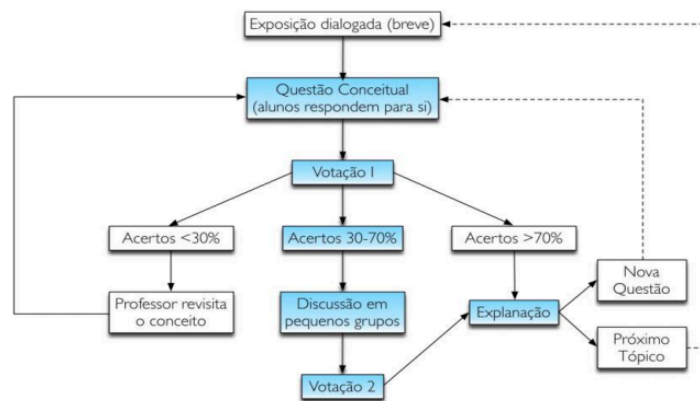 Exposição dialogada (breve)
Questão Conceitual
(alunos respondem para si)
Votação I
Acertos <30%
Acertos 30-70%
Acertos >70%
Professor revisita
o conceito
Discussão em
pequenos grupos
Explanação
Nova
Questão
Próximo
Tópico
Votação 2